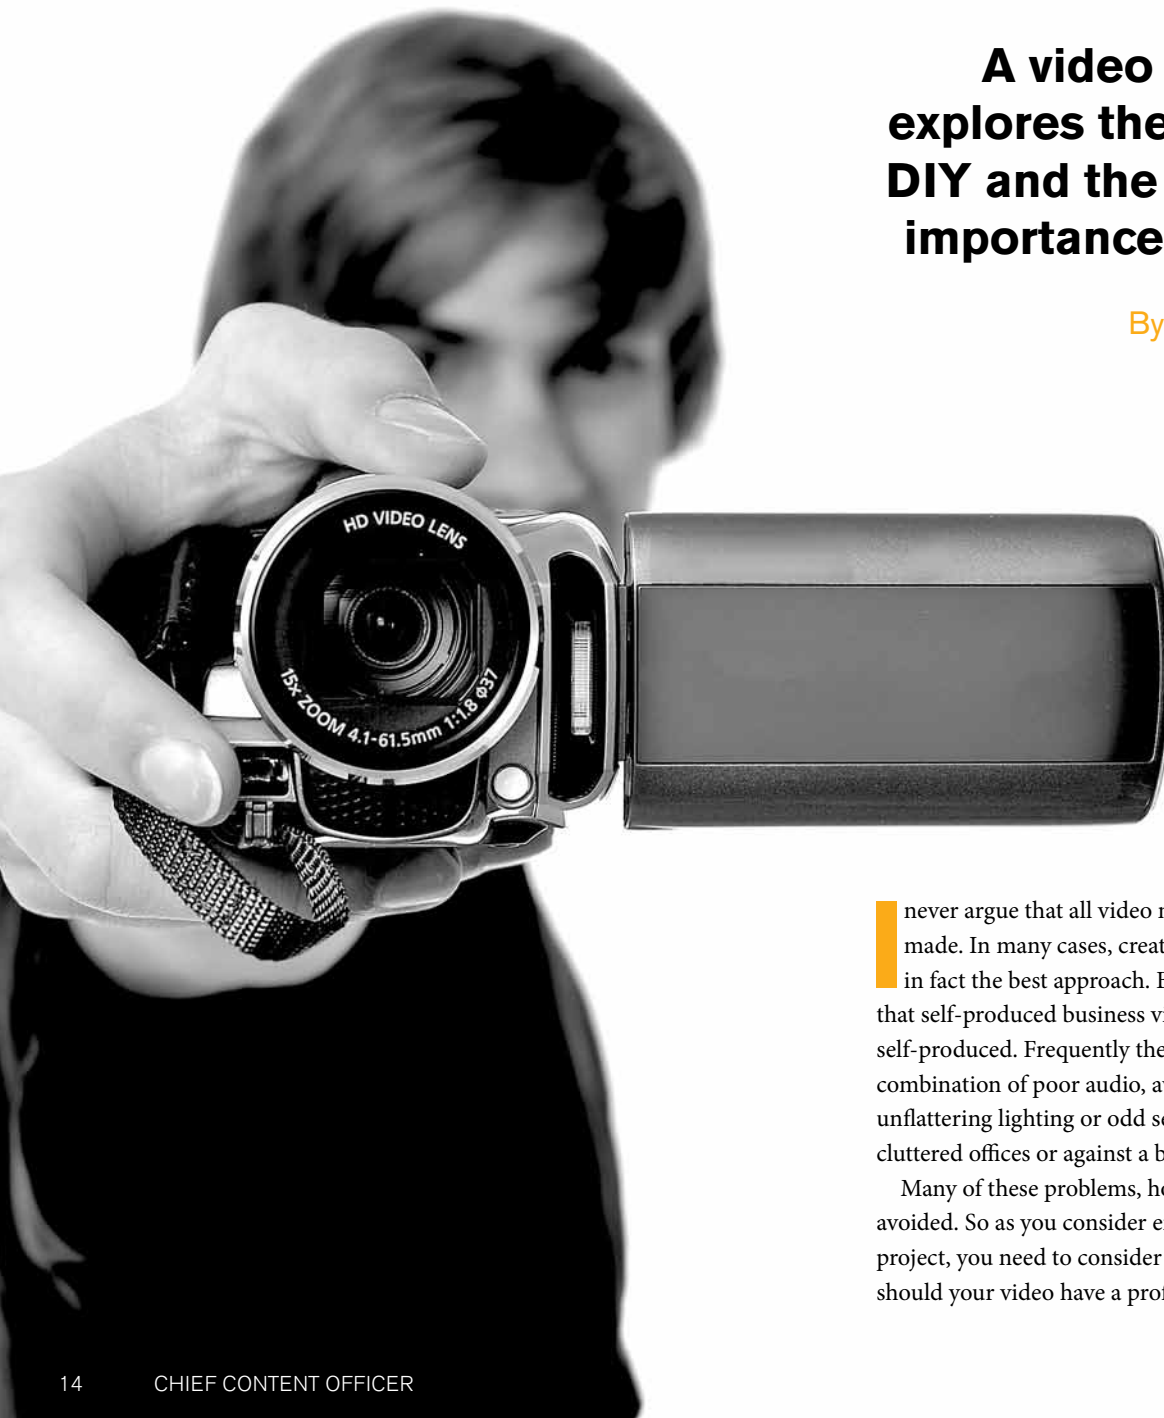 A video
explores the
DIY and the
importance
By
HD VIDEO LENS
15x ZOOM 4.1-61.5mm 1:1.8 ϕ37
I never argue that all video
made. In many cases,
in fact the best approach.
that self-produced business
self-produced. Frequently the
combination of poor audio,
unflattering lighting or odd
cluttered offices or against a
Many of these problems,
avoided. So as you consider
project, you need to consider
should your video have a
14 CHIEF CONTENT OFFICER